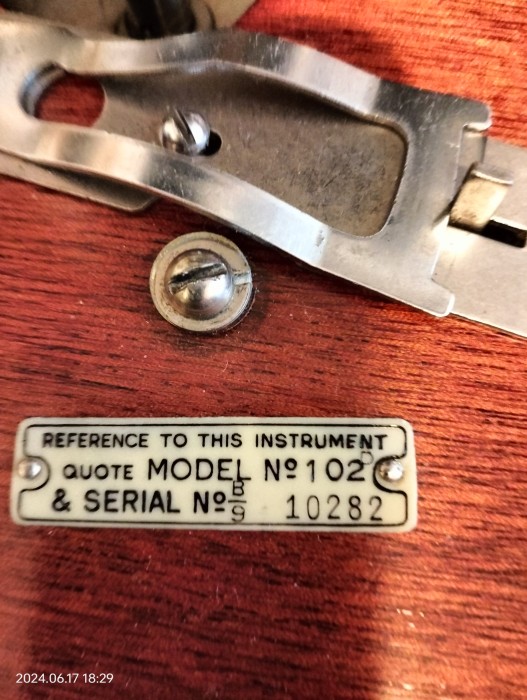 REFERENCE TO THIS INSTRUMENT
QUOTE MODEL Nº 102D
& SERIAL Nº B/9 10282
2024.06.17 18:29